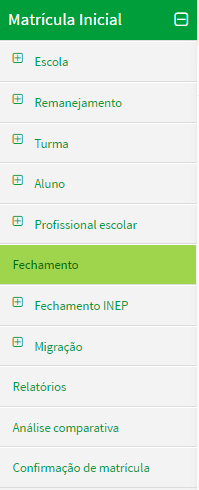 Matrícula Inicial
Escola
Remanejamento
Turma
Aluno
Profissional escolar
Fechamento
Fechamento INEP
Migração
Relatórios
Análise comparativa
Confirmação de matrícula